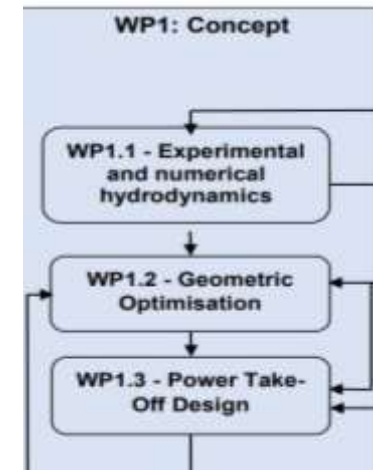 WP1: Concept
WP1.1 - Experimental
and numerical
hydrodynamics
WP1.2 - Geometric
Optimisation
WP1.3 - Power Take-
Off Design